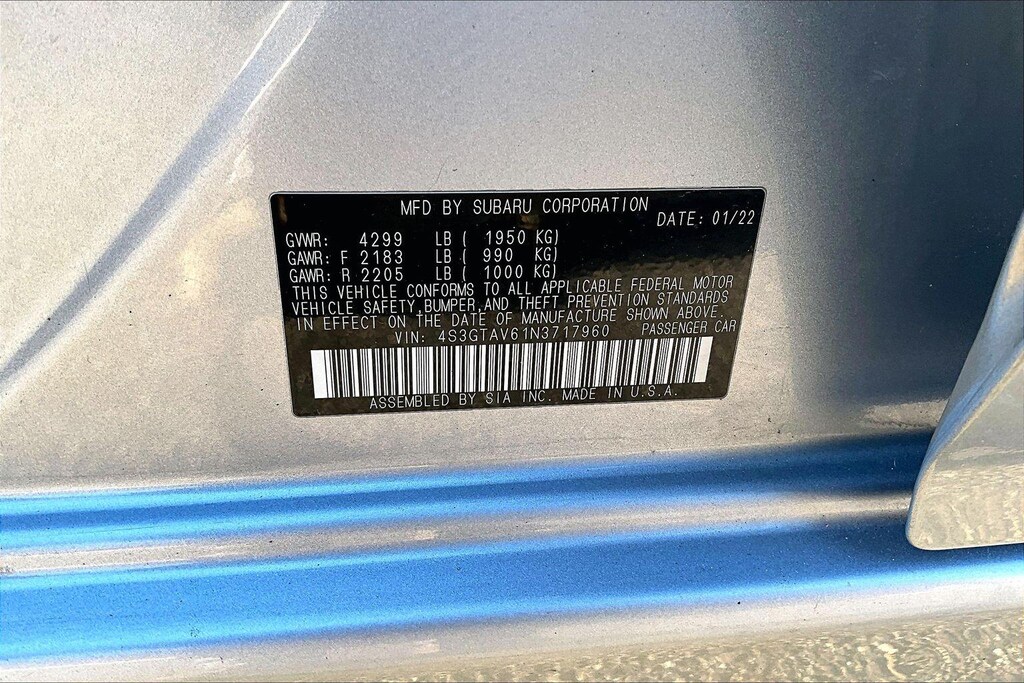 MFD BY SUBARU CORPORATION DATE: 01/22
GVWR: 4299 LB ( 1950 KG)
GAWR: F 2183 LB ( 990 KG)
GAWR: R 2205 LB ( 1000 KG)
THIS VEHICLE CONFORMS TO ALL APPLICABLE FEDERAL MOTOR
VEHICLE SAFETY, BUMPER, AND THEFT PREVENTION STANDARDS
IN EFFECT ON THE DATE OF MANUFACTURE SHOWN ABOVE.
VIN: 4S3GTAV61N3717960 PASSENGER CAR
ASSEMBLED BY SIA INC. MADE IN U.S.A.